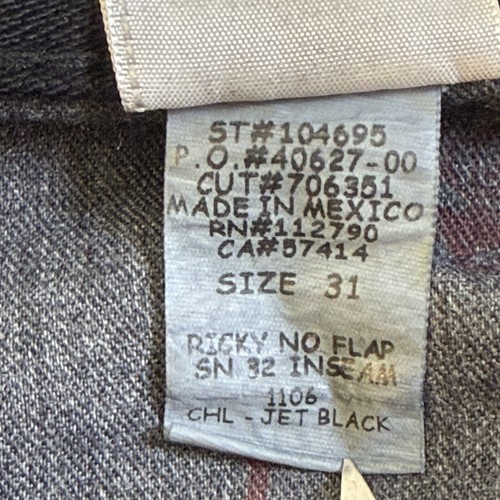 ST#104695
P.O.#40627-00
CUT#706351
MADE IN MEXICO
RN#112790
CA#57414
SIZE 31
RICKY NO FLAP
SN 32 INSEAM
1106
CHL - JET BLACK